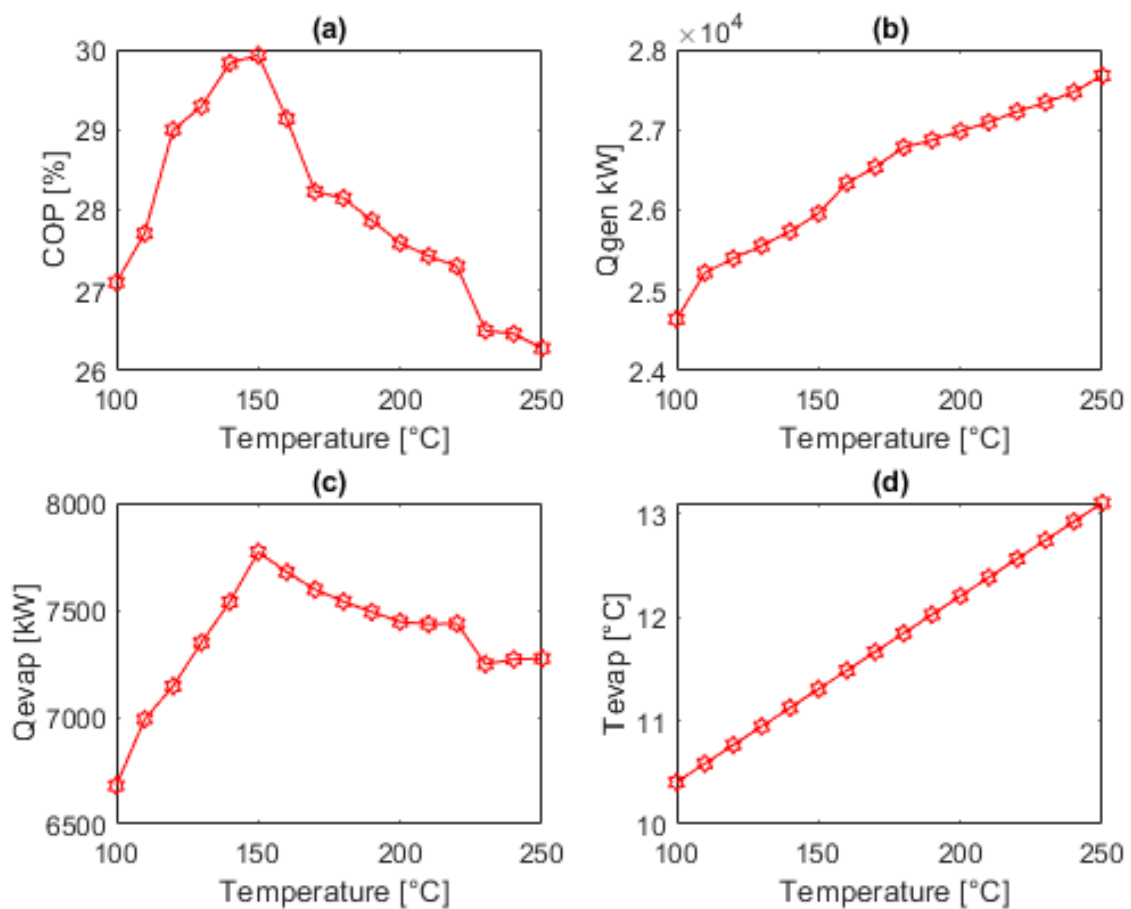 (a)
30
29
28
27
26
COP [%]
100 150 200 250
Temperature [°C]
(b)
×10⁴
2.8
2.7
2.6
2.5
2.4
Qgen kW]
100 150 200 250
Temperature [°C]
(c)
8000
7500
7000
6500
Qevap [kW]
100 150 200 250
Temperature [°C]
(d)
13
12
11
10
Tevap [°C]
100 150 200 250
Temperature [°C]